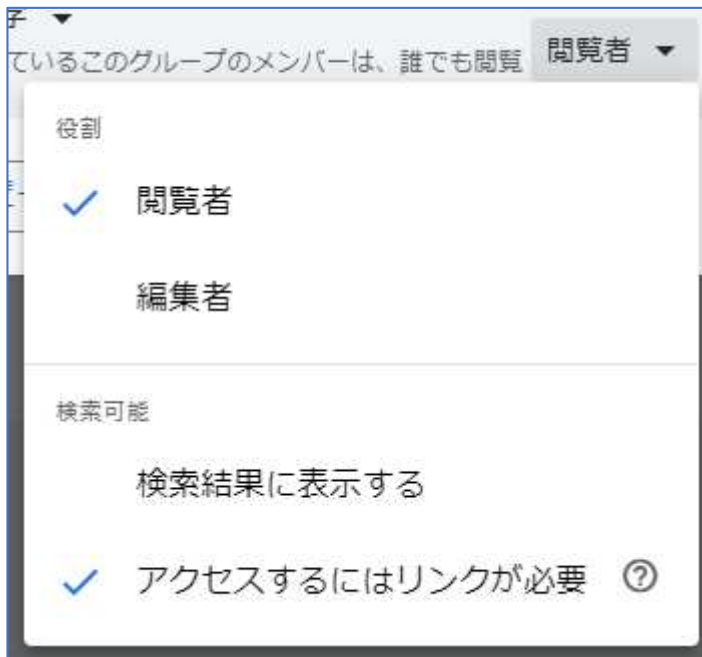 子
ているこのグループのメンバーは、誰でも閲覧
閲覧者
役割
閲覧者
編集者
検索可能
検索結果に表示する
アクセスするにはリンクが必要